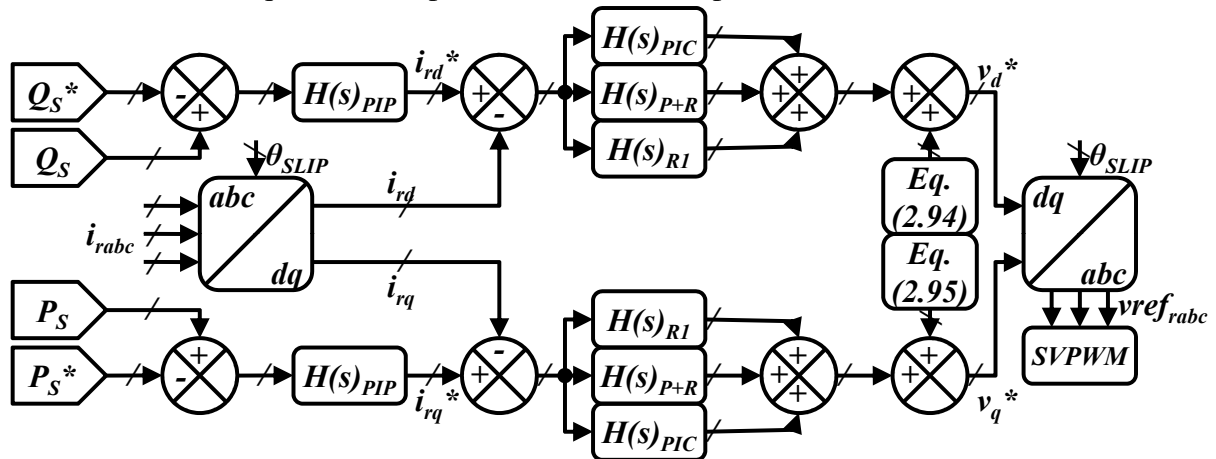 Q_S*
-
+
H(s)_PIP
i_rd*
+
-
H(s)_PIC
H(s)_P+R
H(s)_R1
+
+
+
+
+
v_d*
Q_S
θ_SLIP
abc
dq
i_rabc
i_rd
i_rq
Eq.
(2.94)
Eq.
(2.95)
θ_SLIP
dq
abc
vref_rabc
SVPWM
P_S
P_S*
+
-
H(s)_PIP
i_rq*
-
+
H(s)_R1
H(s)_P+R
H(s)_PIC
+
+
+
+
+
v_q*